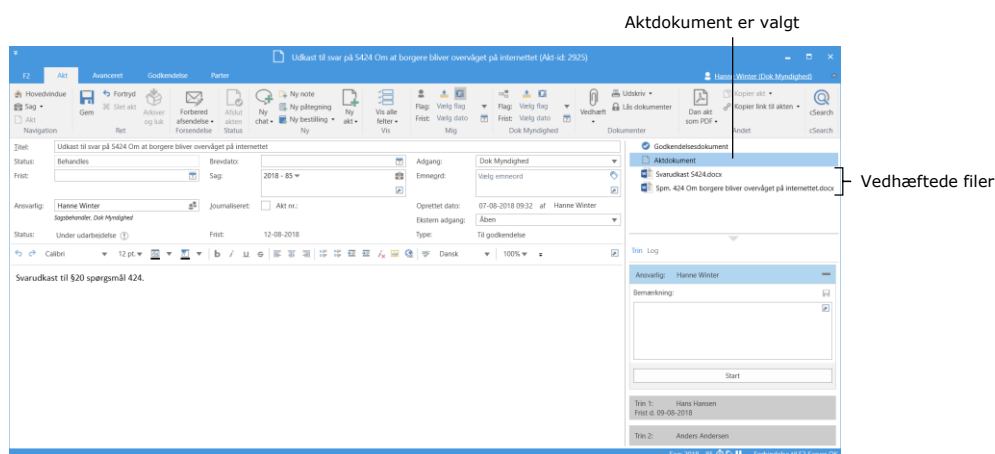 Aktdokument er valgt
Udkast til svar på S424 Om at borgere bliver overvåget på internettet (Akt-id: 2925)
F2 Akt Avanceret Godkendelse Parter Hanne Winter (Dok Myndighed)
Hovedvindue
Sag
Akt
Navigation
Gem
Fortryd
Slet akt
Arkiver og luk
Ret
Forbered afsendelse
Forsendelse
Afslut akten
Status
Ny chat
Ny note
Ny påtegning
Ny bestilling
Ny akt
Ny
Vis alle felter
Vis
Flag: Vælg flag
Frist: Vælg dato
Mig
Flag: Vælg flag
Frist: Vælg dato
Dok Myndighed
Vedhæft
Udskriv
Lås dokumenter
Dokumenter
Dan akt som PDF
Kopier akt
Kopier link til akten
Andet
cSearch
cSearch
Titel: Udkast til svar på S424 Om at borgere bliver overvåget på internettet
Status: Behandles Brevdato: Adgang: Dok Myndighed
Frist: Sag: 2018 - 85 Emneord: Vælg emneord
Ansvarlig: Hanne Winter Journaliseret: Akt nr.: Oprettet dato: 07-08-2018 09:32 af Hanne Winter
Sagsbehandler, Dok Myndighed Ekstern adgang: Åben
Status: Under udarbejdelse Frist: 12-08-2018 Type: Til godkendelse
Calibri 12 pt. b / u Dansk 100%
Svarudkast til §20 spørgsmål 424.
Godkendelsesdokument
Aktdokument
Svarudkast S424.docx
Spm. 424 Om borgere bliver overvåget på internettet.docx
Vedhæftede filer
Trin Log
Ansvarlig: Hanne Winter
Bemærkning:
Start
Trin 1: Hans Hansen
Frist d. 09-08-2018
Trin 2: Anders Andersen